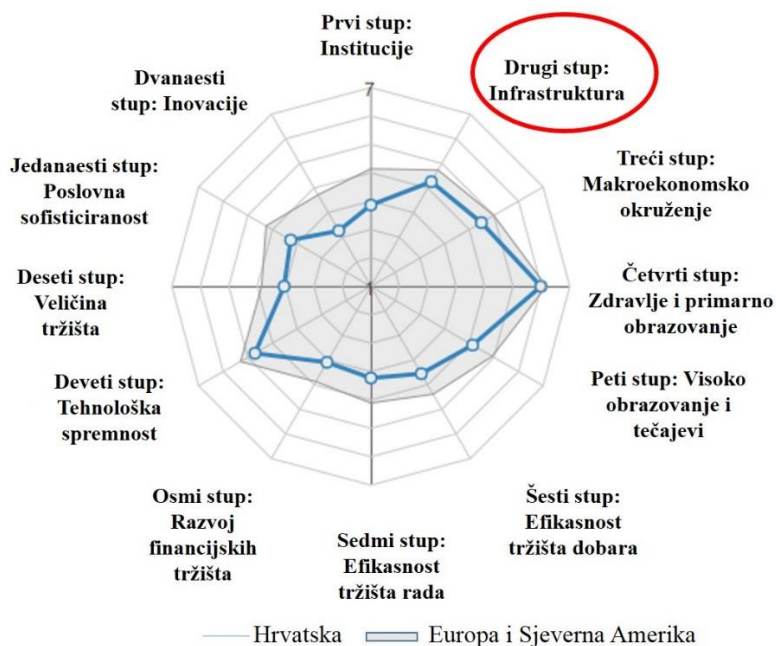 Prvi stup:
Institucije
Drugi stup:
Infrastruktura
Treći stup:
Makroekonomsko
okruženje
Četvrti stup:
Zdravlje i primarno
obrazovanje
Peti stup: Visoko
obrazovanje i
tečajevi
Šesti stup:
Efikasnost
tržišta dobara
Sedmi stup:
Efikasnost
tržišta rada
Osmi stup:
Razvoj
financijskih
tržišta
Deveti stup:
Tehnološka
spremnost
Deseti stup:
Veličina
tržišta
Jedanaesti stup:
Poslovna
sofisticiranost
Dvanaesti
stup: Inovacije
7
1
Hrvatska
Europa i Sjeverna Amerika